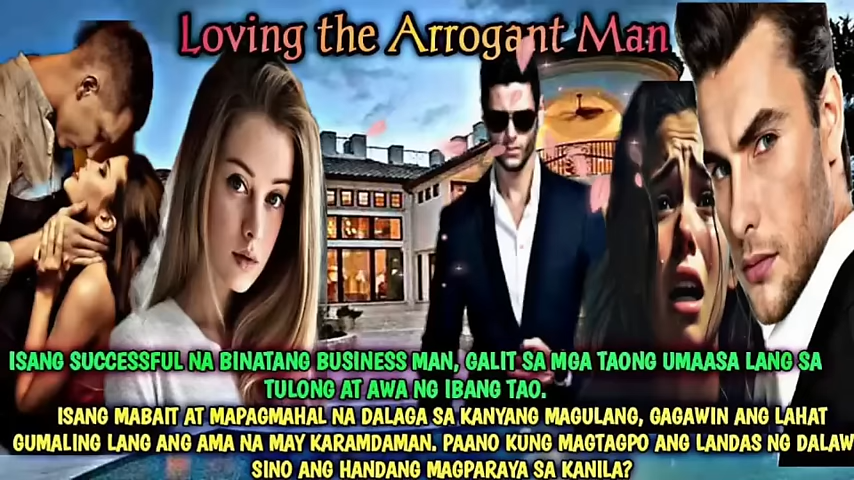 Loving the Arrogant Man
ISANG SUCCESSFUL NA BINATANG BUSINESS MAN, GALIT SA MGA TAONG UMAASA LANG SA
TULONG AT AWA NG IBANG TAO.
ISANG MABAIT AT MAPAGMAHAL NA DALAGA SA KANYANG MAGULANG, GAGAWIN ANG LAHAT
GUMALING LANG ANG AMA NA MAY KARAMDAMAN. PAANO KUNG MAGTAGPO ANG LANDAS NG DALAW
SINO ANG HANDANG MAGPARAYA SA KANILA?